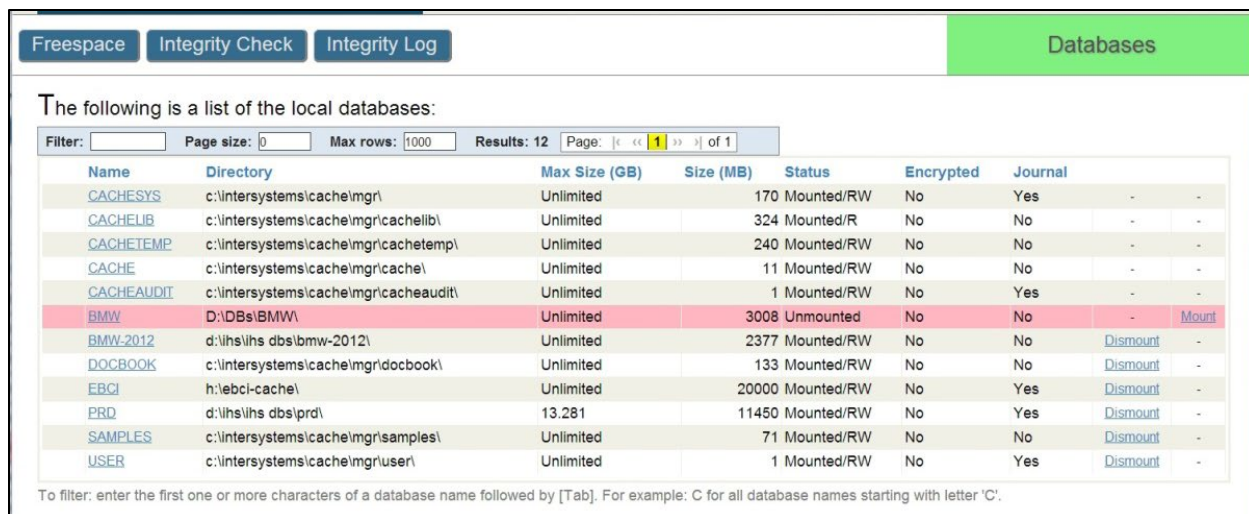 Freespace Integrity Check Integrity Log Databases
The following is a list of the local databases:
Filter: Page size: 0 Max rows: 1000 Results: 12 Page: |‹ ‹‹ 1 ›› ›| of 1
Name Directory Max Size (GB) Size (MB) Status Encrypted Journal
CACHESYS c:\intersystems\cache\mgr\ Unlimited 170 Mounted/RW No Yes - -
CACHELIB c:\intersystems\cache\mgr\cachelib\ Unlimited 324 Mounted/R No No - -
CACHETEMP c:\intersystems\cache\mgr\cachetemp\ Unlimited 240 Mounted/RW No No - -
CACHE c:\intersystems\cache\mgr\cache\ Unlimited 11 Mounted/RW No No - -
CACHEAUDIT c:\intersystems\cache\mgr\cacheaudit\ Unlimited 1 Mounted/RW No Yes - -
BMW D:\DBs\BMW\ Unlimited 3008 Unmounted No No - Mount
BMW-2012 d:\ihs\ihs dbs\bmw-2012\ Unlimited 2377 Mounted/RW No No Dismount -
DOCBOOK c:\intersystems\cache\mgr\docbook\ Unlimited 133 Mounted/RW No No Dismount -
EBCI h:\ebci-cache\ Unlimited 20000 Mounted/RW No Yes Dismount -
PRD d:\ihs\ihs dbs\prd\ 13.281 11450 Mounted/RW No Yes Dismount -
SAMPLES c:\intersystems\cache\mgr\samples\ Unlimited 71 Mounted/RW No No Dismount -
USER c:\intersystems\cache\mgr\user\ Unlimited 1 Mounted/RW No Yes Dismount -
To filter: enter the first one or more characters of a database name followed by [Tab]. For example: C for all database names starting with letter 'C'.